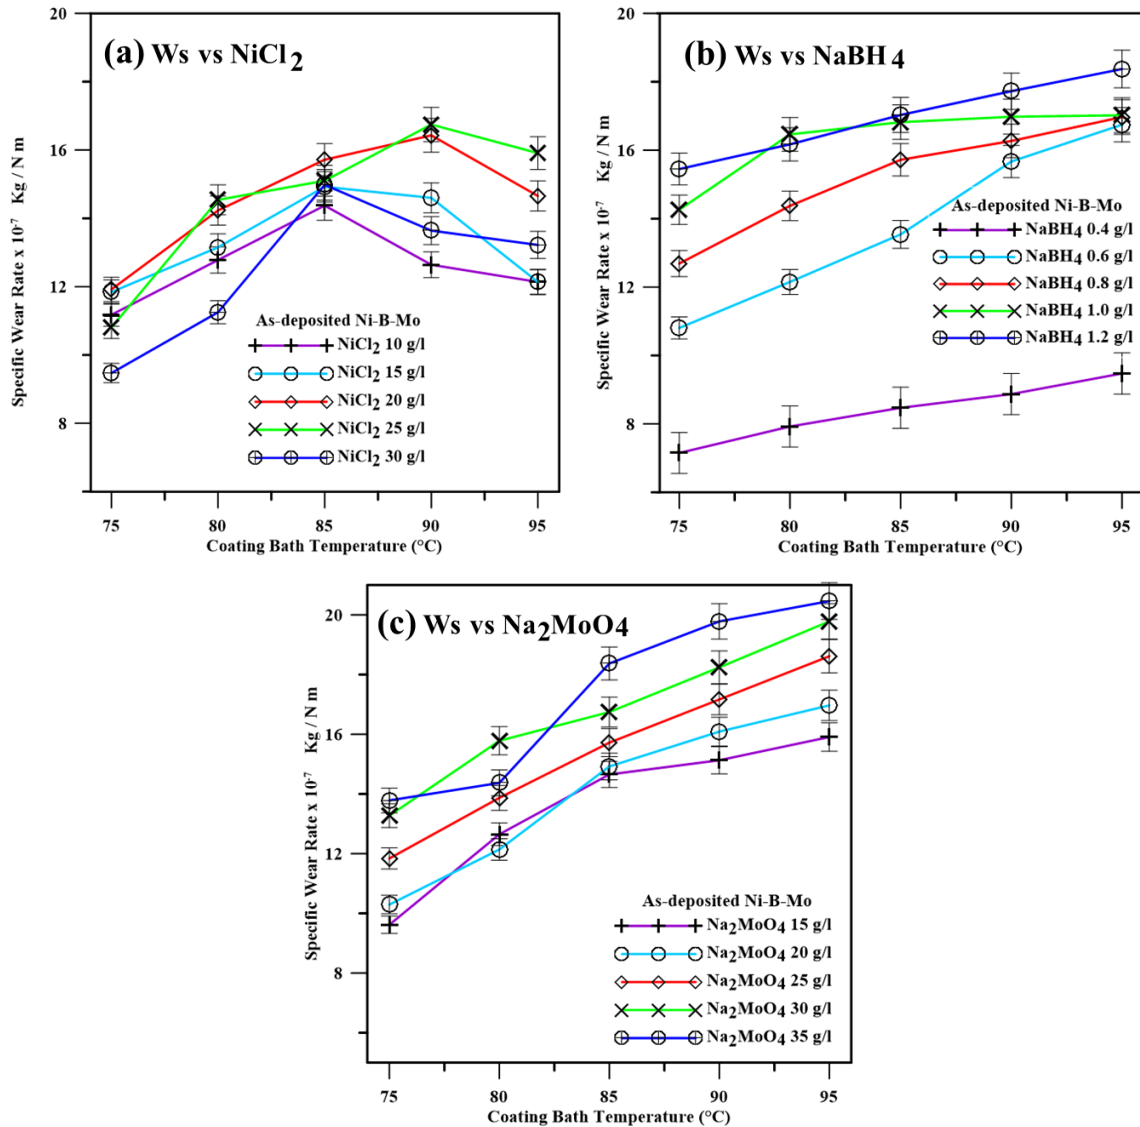 (a) Ws vs NiCl2
20
16
12
8
Specific Wear Rate x 10-7 Kg / N m
As-deposited Ni-B-Mo
NiCl2 10 g/l
NiCl2 15 g/l
NiCl2 20 g/l
NiCl2 25 g/l
NiCl2 30 g/l
75 80 85 90 95
Coating Bath Temperature (°C)
(b) Ws vs NaBH4
20
16
12
8
Specific Wear Rate x 10-7 Kg / N m
As-deposited Ni-B-Mo
NaBH4 0.4 g/l
NaBH4 0.6 g/l
NaBH4 0.8 g/l
NaBH4 1.0 g/l
NaBH4 1.2 g/l
75 80 85 90 95
Coating Bath Temperature (°C)
(c) Ws vs Na2MoO4
20
16
12
8
Specific Wear Rate x 10-7 Kg / N m
As-deposited Ni-B-Mo
Na2MoO4 15 g/l
Na2MoO4 20 g/l
Na2MoO4 25 g/l
Na2MoO4 30 g/l
Na2MoO4 35 g/l
75 80 85 90 95
Coating Bath Temperature (°C)